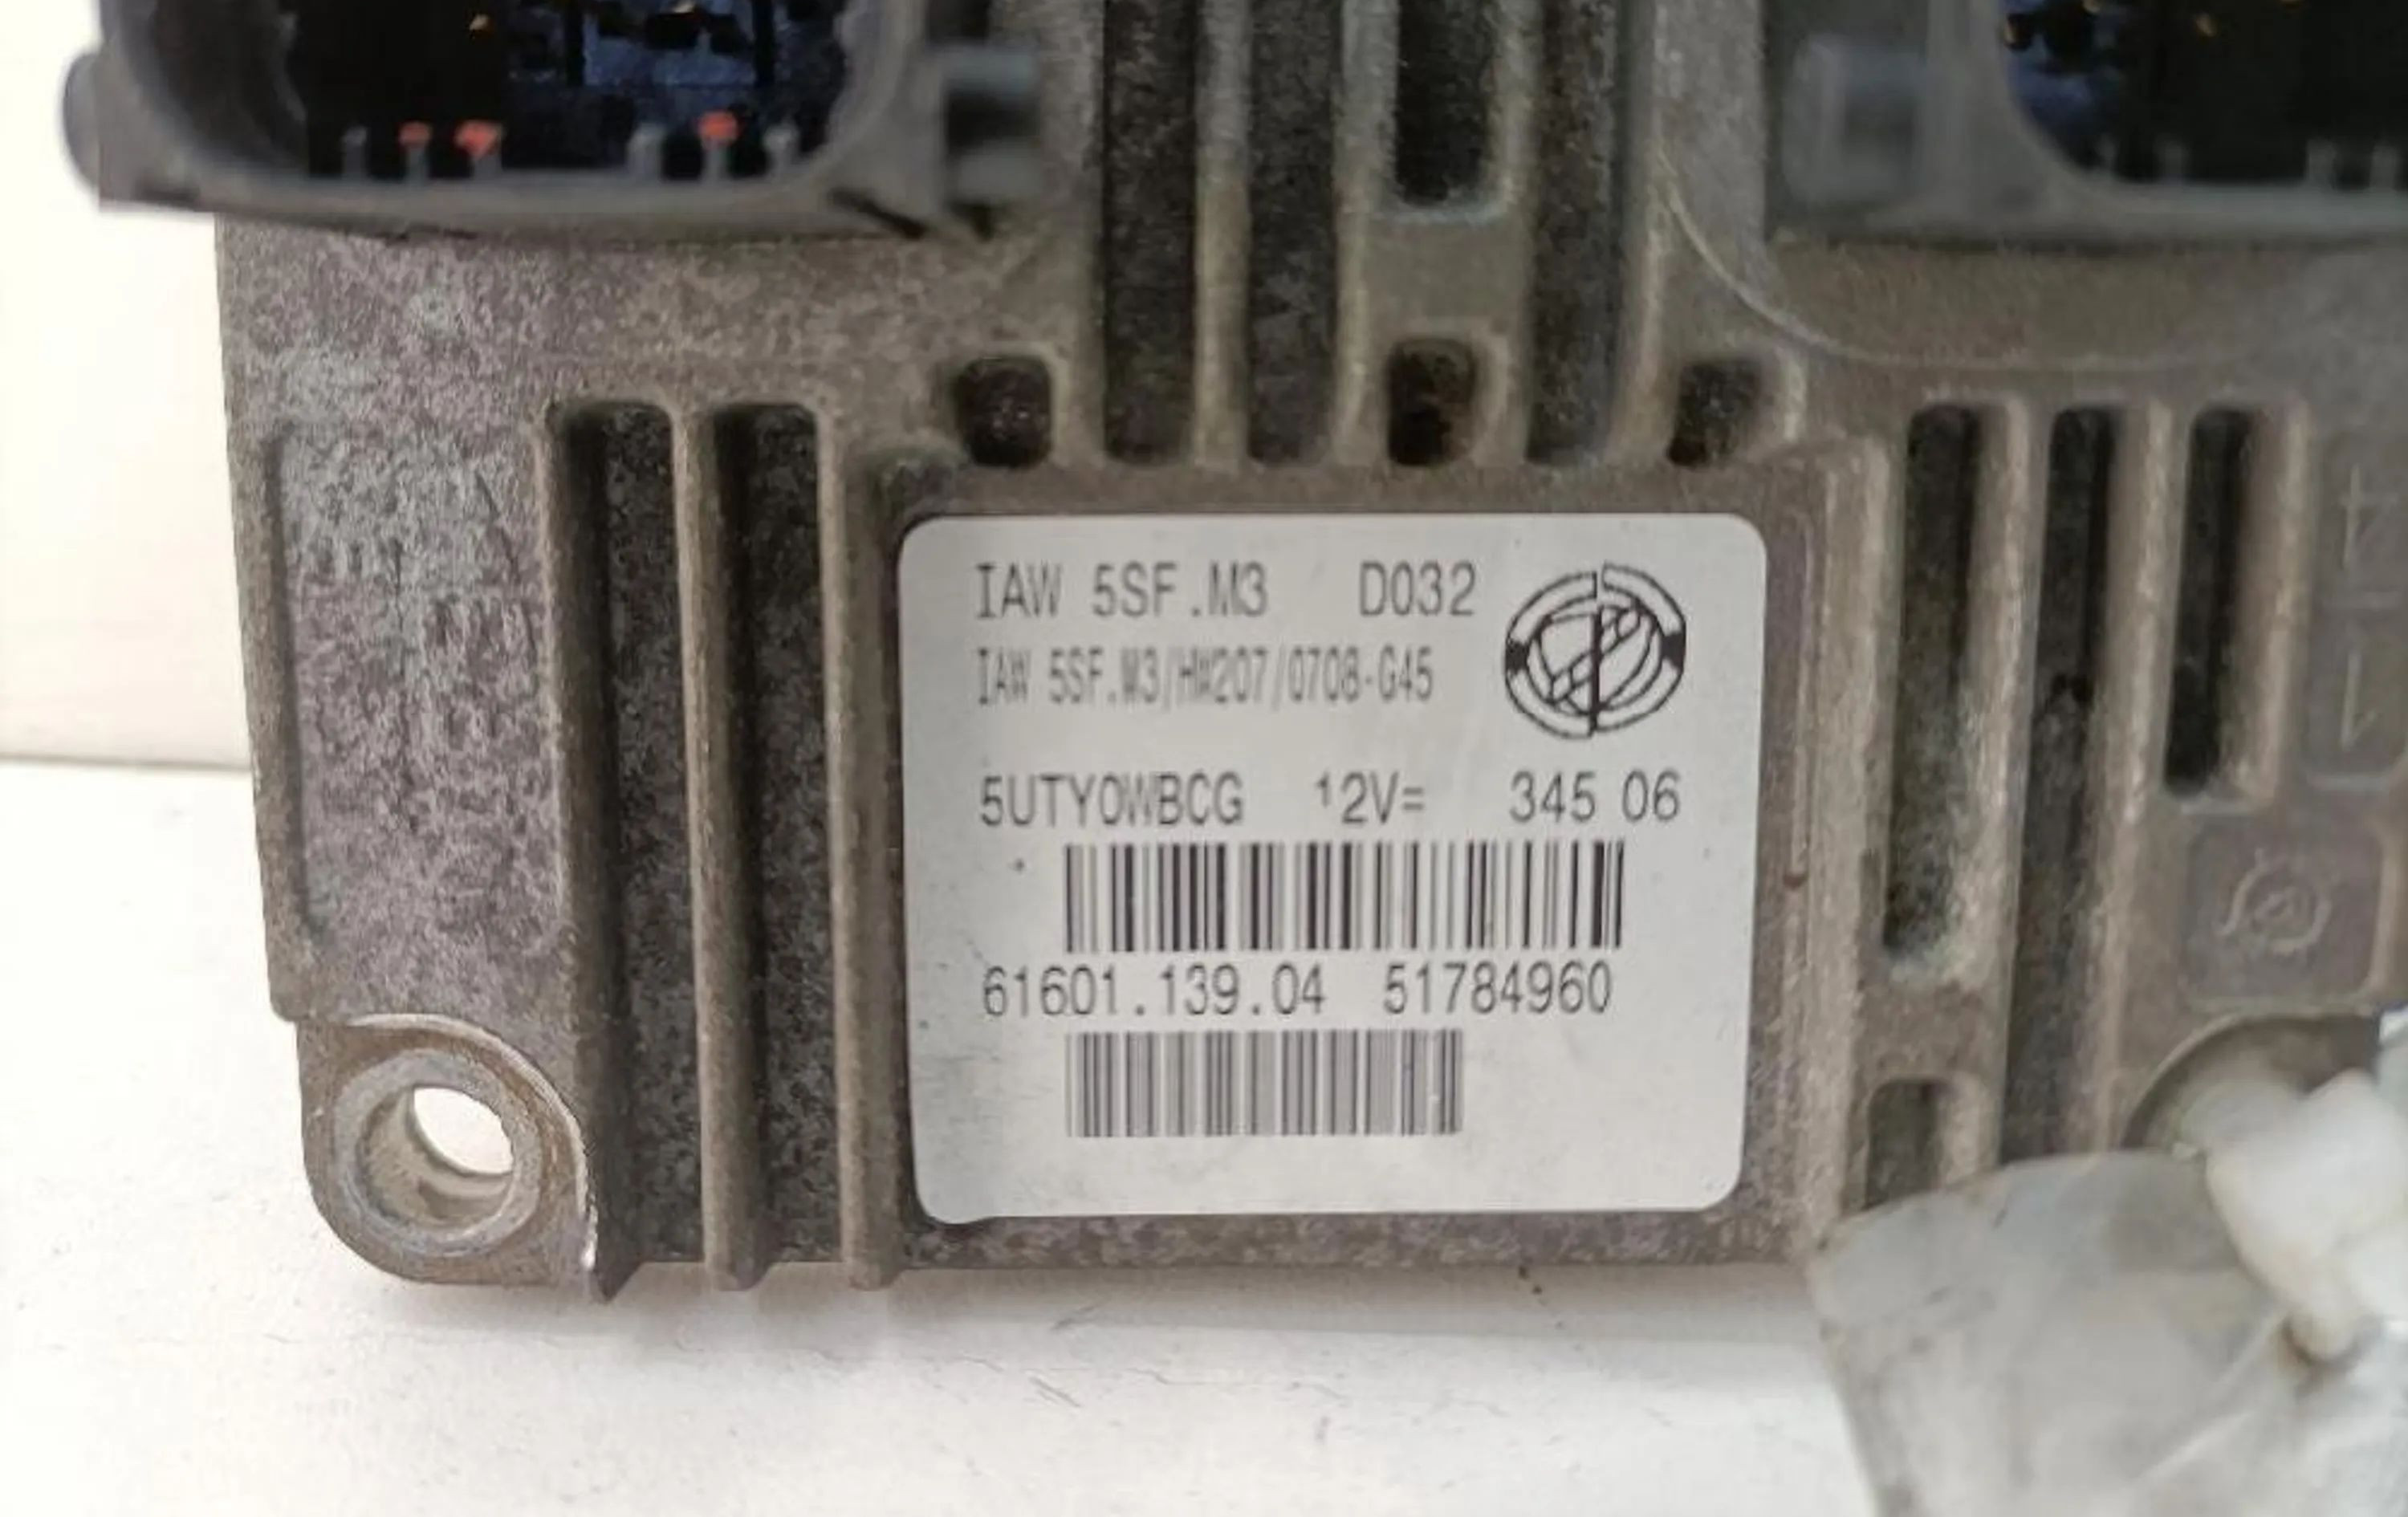 IAW 5SF.M3 D032
IAW 5SF.M3/HW207/0708-G45
5UTY0WBCG 12V= 345 06
61601.139.04 51784960